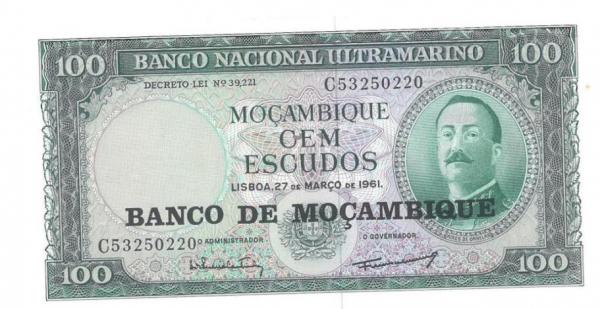 100 BANCO NACIONAL ULTRAMARINO 100
DECRETO-LEI Nº 39,221 C53250220
MOÇAMBIQUE
CEM
ESCUDOS
LISBOA, 27 DE MARÇO DE 1961.
BANCO DE MOÇAMBIQUE
C53250220 O ADMINISTRADOR O GOVERNADOR
100 100